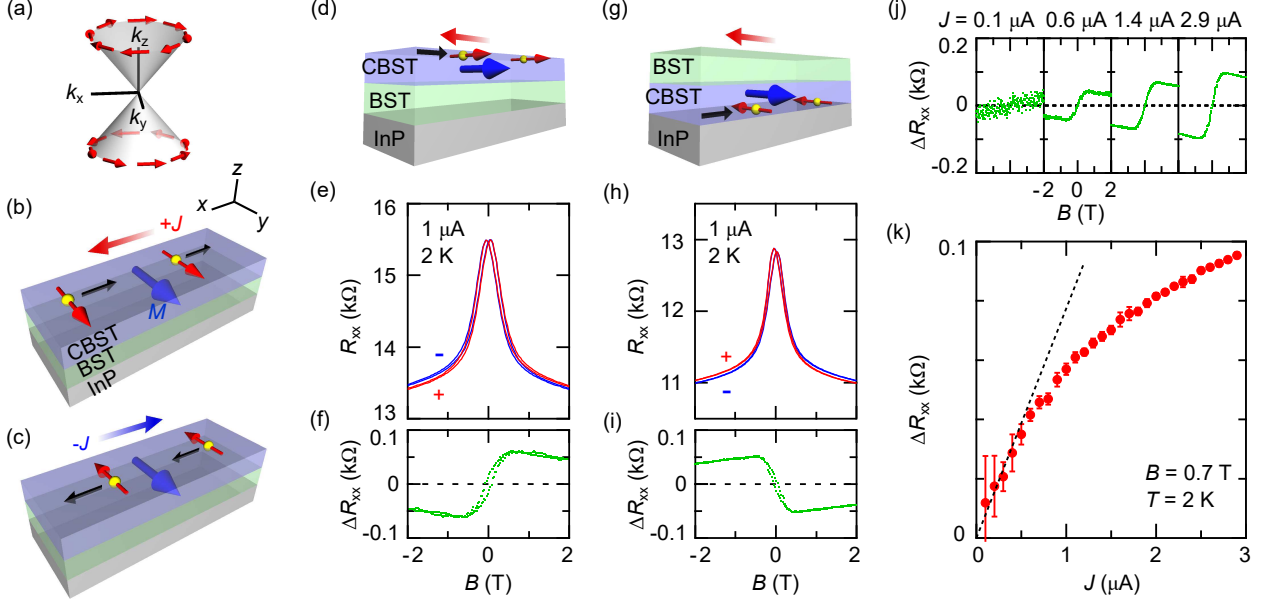 (a)
k_z
k_x
k_y
(b)
z
x
y
+J
M
CBST
BST
InP
(c)
-J
(d)
CBST
BST
InP
(e)
16
15
14
13
R_xx (kΩ)
1 μA
2 K
-
+
(f)
0.1
0
-0.1
ΔR_xx (kΩ)
-2 0 2
B (T)
(g)
BST
CBST
InP
(h)
13
12
11
R_xx (kΩ)
1 μA
2 K
+
-
(i)
0.1
0
-0.1
ΔR_xx (kΩ)
-2 0 2
B (T)
(j)
J = 0.1 μA 0.6 μA 1.4 μA 2.9 μA
0.2
0
-0.2
ΔR_xx (kΩ)
-2 0 2
B (T)
(k)
0.1
0
ΔR_xx (kΩ)
B = 0.7 T
T = 2 K
0 1 2 3
J (μA)